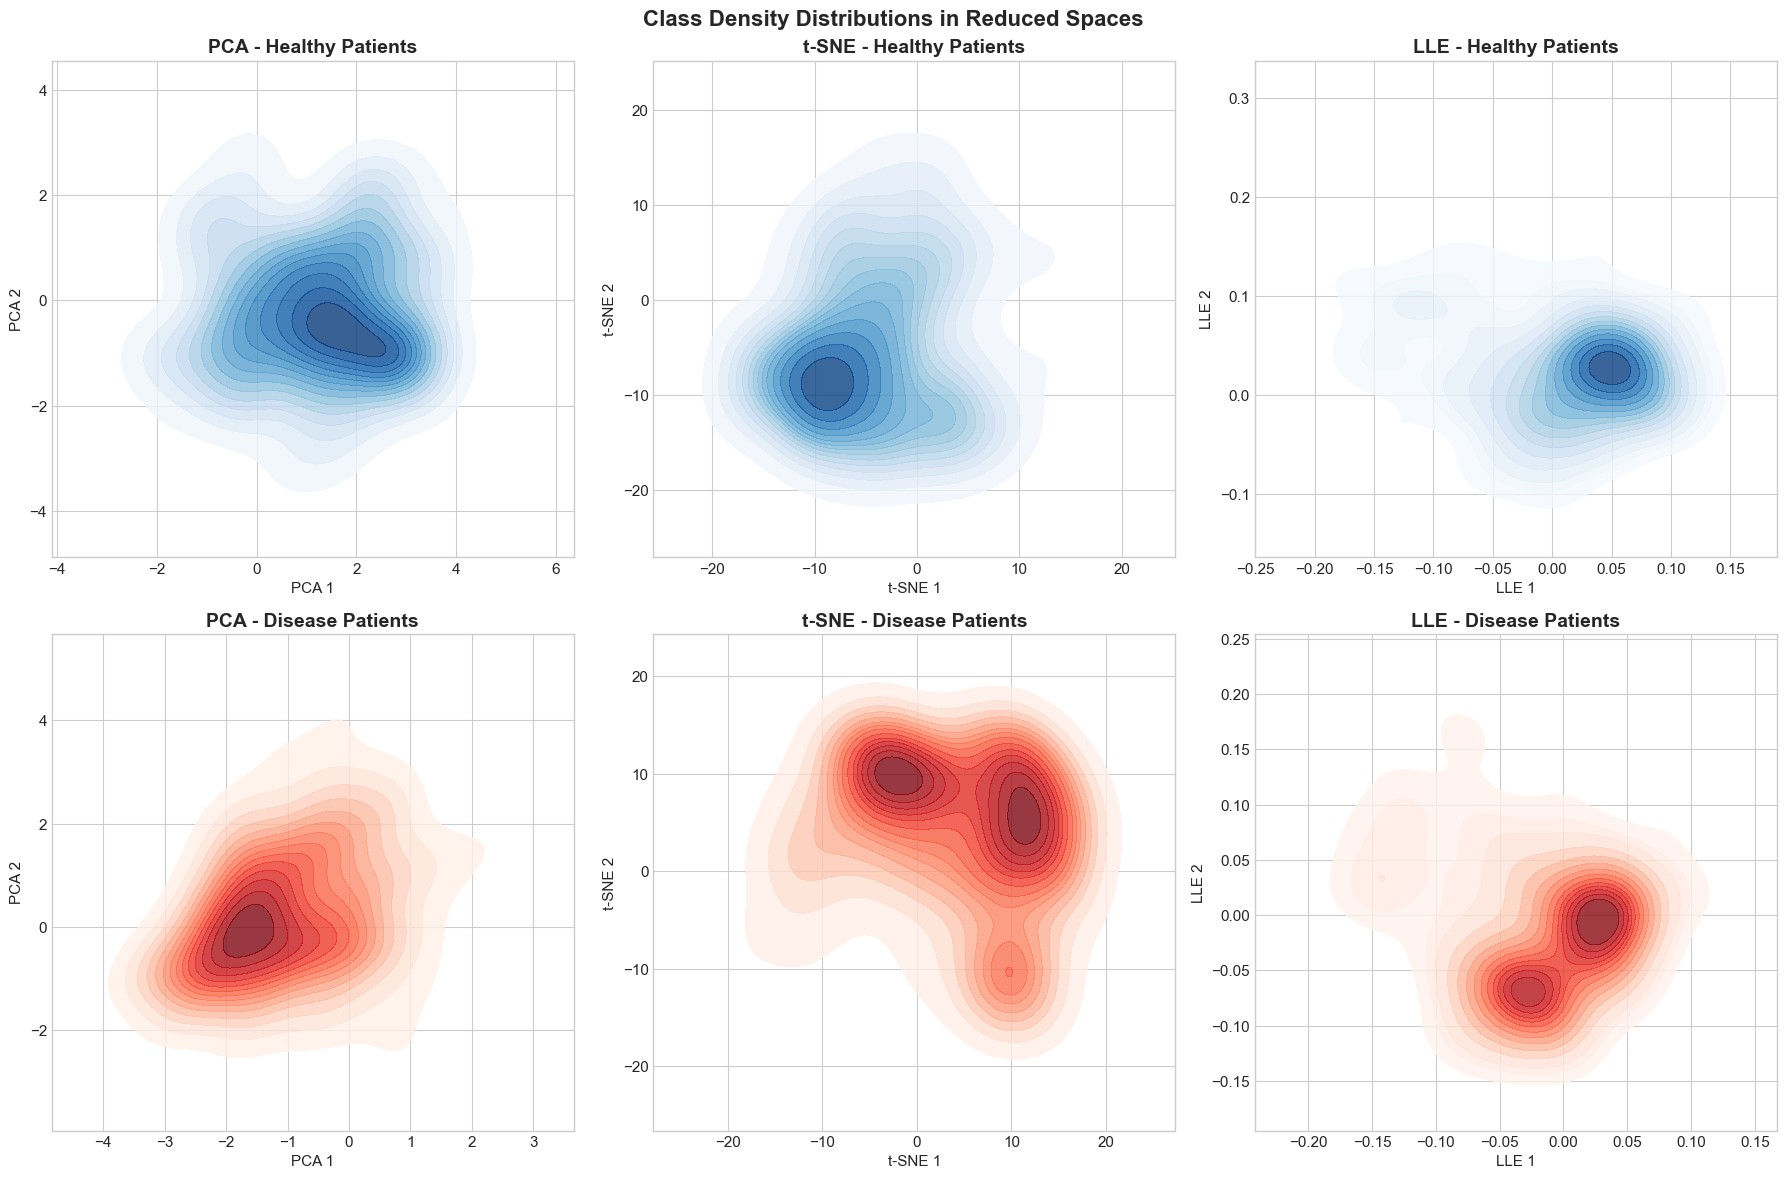 Class Density Distributions in Reduced Spaces
PCA - Healthy Patients
4
2
0
−2
−4
PCA 2
−4 −2 0 2 4 6
PCA 1
t-SNE - Healthy Patients
20
10
0
−10
−20
t-SNE 2
−20 −10 0 10 20
t-SNE 1
LLE - Healthy Patients
0.3
0.2
0.1
0.0
−0.1
LLE 2
−0.25 −0.20 −0.15 −0.10 −0.05 0.00 0.05 0.10 0.15
LLE 1
PCA - Disease Patients
4
2
0
−2
PCA 2
−4 −3 −2 −1 0 1 2 3
PCA 1
t-SNE - Disease Patients
20
10
0
−10
−20
t-SNE 2
−20 −10 0 10 20
t-SNE 1
LLE - Disease Patients
0.25
0.20
0.15
0.10
0.05
0.00
−0.05
−0.10
−0.15
LLE 2
−0.20 −0.15 −0.10 −0.05 0.00 0.05 0.10 0.15
LLE 1